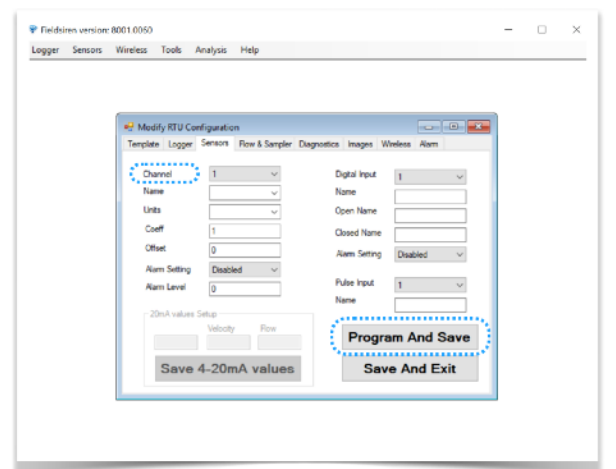 Fieldsiren version: 8001.0050
Logger Sensors Wireless Tools Analysis Help
Modify RTU Configuration
Template Logger Sensors Flow & Sampler Diagnostics Images Wireless Alarm
Channel 1
Name
Units
Coeff 1
Offset 0
Alarm Setting Disabled
Alarm Level 0
20mA values Setup
Velocity Flow
Save 4-20mA values
Digital Input 1
Name
Open Name
Closed Name
Alarm Setting Disabled
Pulse Input 1
Name
Program And Save
Save And Exit